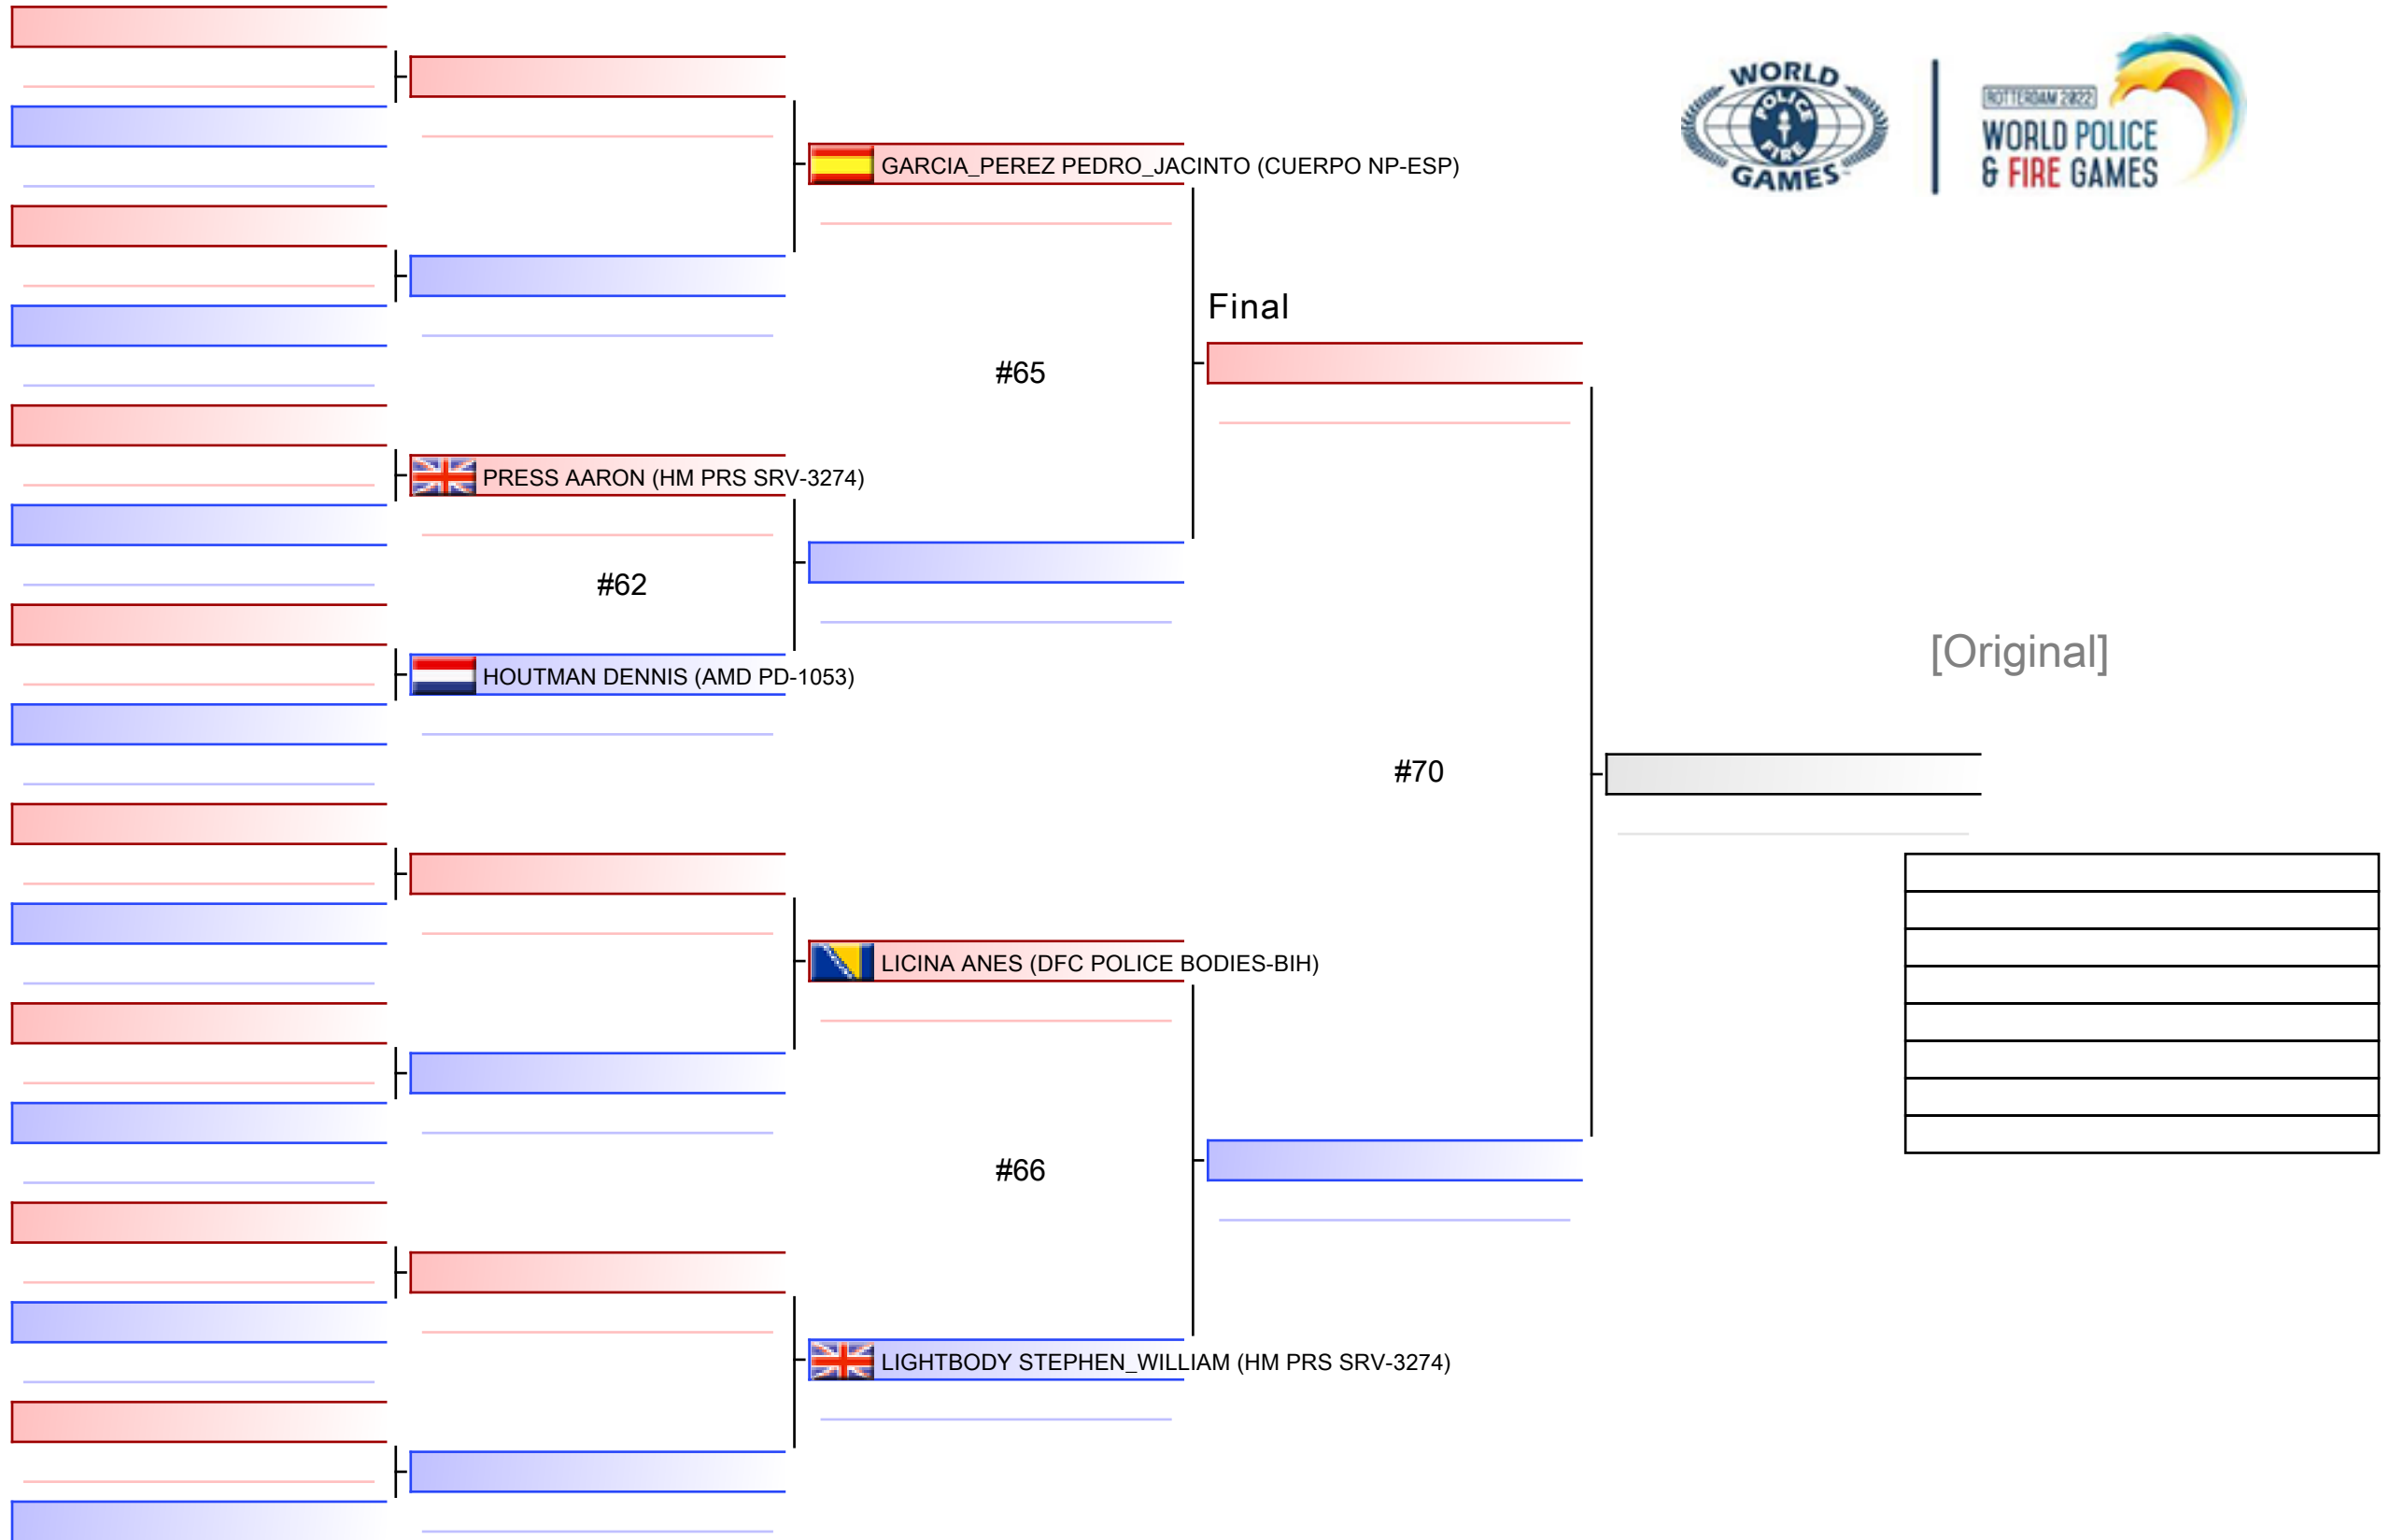 WORLD
POLICE
FIRE
GAMES
ROTTERDAM 2022
WORLD POLICE
& FIRE GAMES
GARCIA_PEREZ PEDRO_JACINTO (CUERPO NP-ESP)
Final
#65
PRESS AARON (HM PRS SRV-3274)
#62
HOUTMAN DENNIS (AMD PD-1053)
[Original]
#70
LICINA ANES (DFC POLICE BODIES-BIH)
#66
LIGHTBODY STEPHEN_WILLIAM (HM PRS SRV-3274)